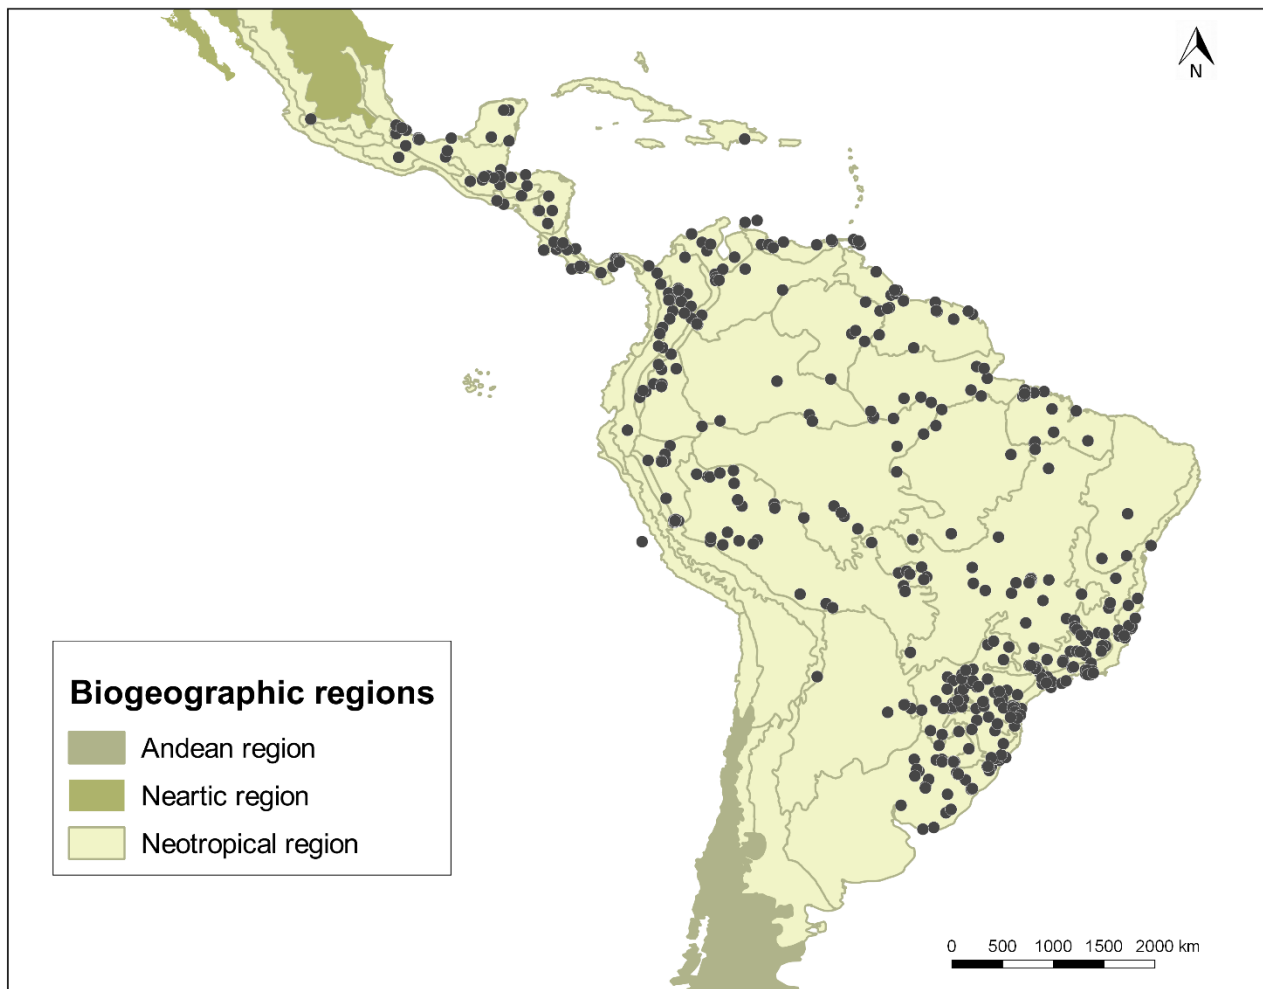 N
Biogeographic regions
Andean region
Neartic region
Neotropical region
0 500 1000 1500 2000 km